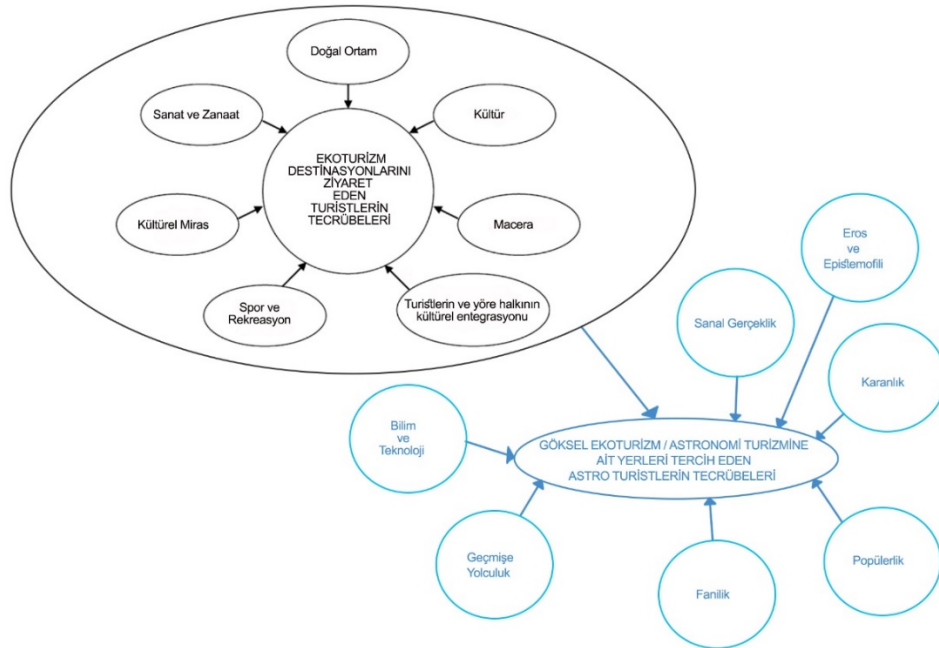 Doğal Ortam
Sanat ve Zanaat
Kültür
EKOTURİZM
DESTİNASYONLARINI
ZİYARET
EDEN
TURİSTLERİN
TECRÜBELERİ
Kültürel Miras
Macera
Spor ve
Rekreasyon
Turistlerin ve yöre halkının
kültürel entegrasyonu
Eros
ve
Epistemofili
Sanal Gerçeklik
Karanlık
Bilim
ve
Teknoloji
GÖKSEL EKOTURİZM / ASTRONOMİ TURİZMİNE
AİT YERLERİ TERCİH EDEN
ASTRO TURİSTLERİN TECRÜBELERİ
Geçmişe
Yolculuk
Fanilik
Popülerlik